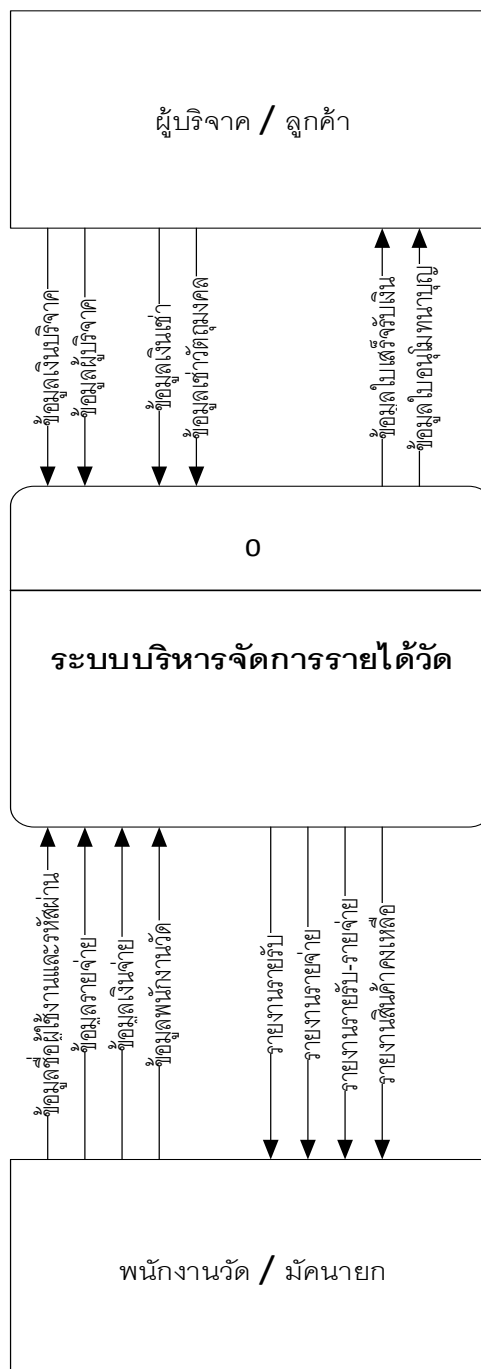 ผู้บริจาค / ลูกค้า
ข้อมูลเงินบริจาค
ข้อมูลผู้บริจาค
ข้อมูลเงินเช่า
ข้อมูลเช่าวัตถุมงคล
ข้อมูลใบเสร็จรับเงิน
ข้อมูลใบอนุโมทนาบุญ
0
ระบบบริหารจัดการรายได้วัด
ข้อมูลชื่อผู้ใช้งานและรหัสผ่าน
ข้อมูลรายจ่าย
ข้อมูลเงินจ่าย
ข้อมูลพนักงานวัด
รายงานรายรับ
รายงานรายจ่าย
รายงานรายรับ-รายจ่าย
รายงานสินค้าคงเหลือ
พนักงานวัด / มัคนายก